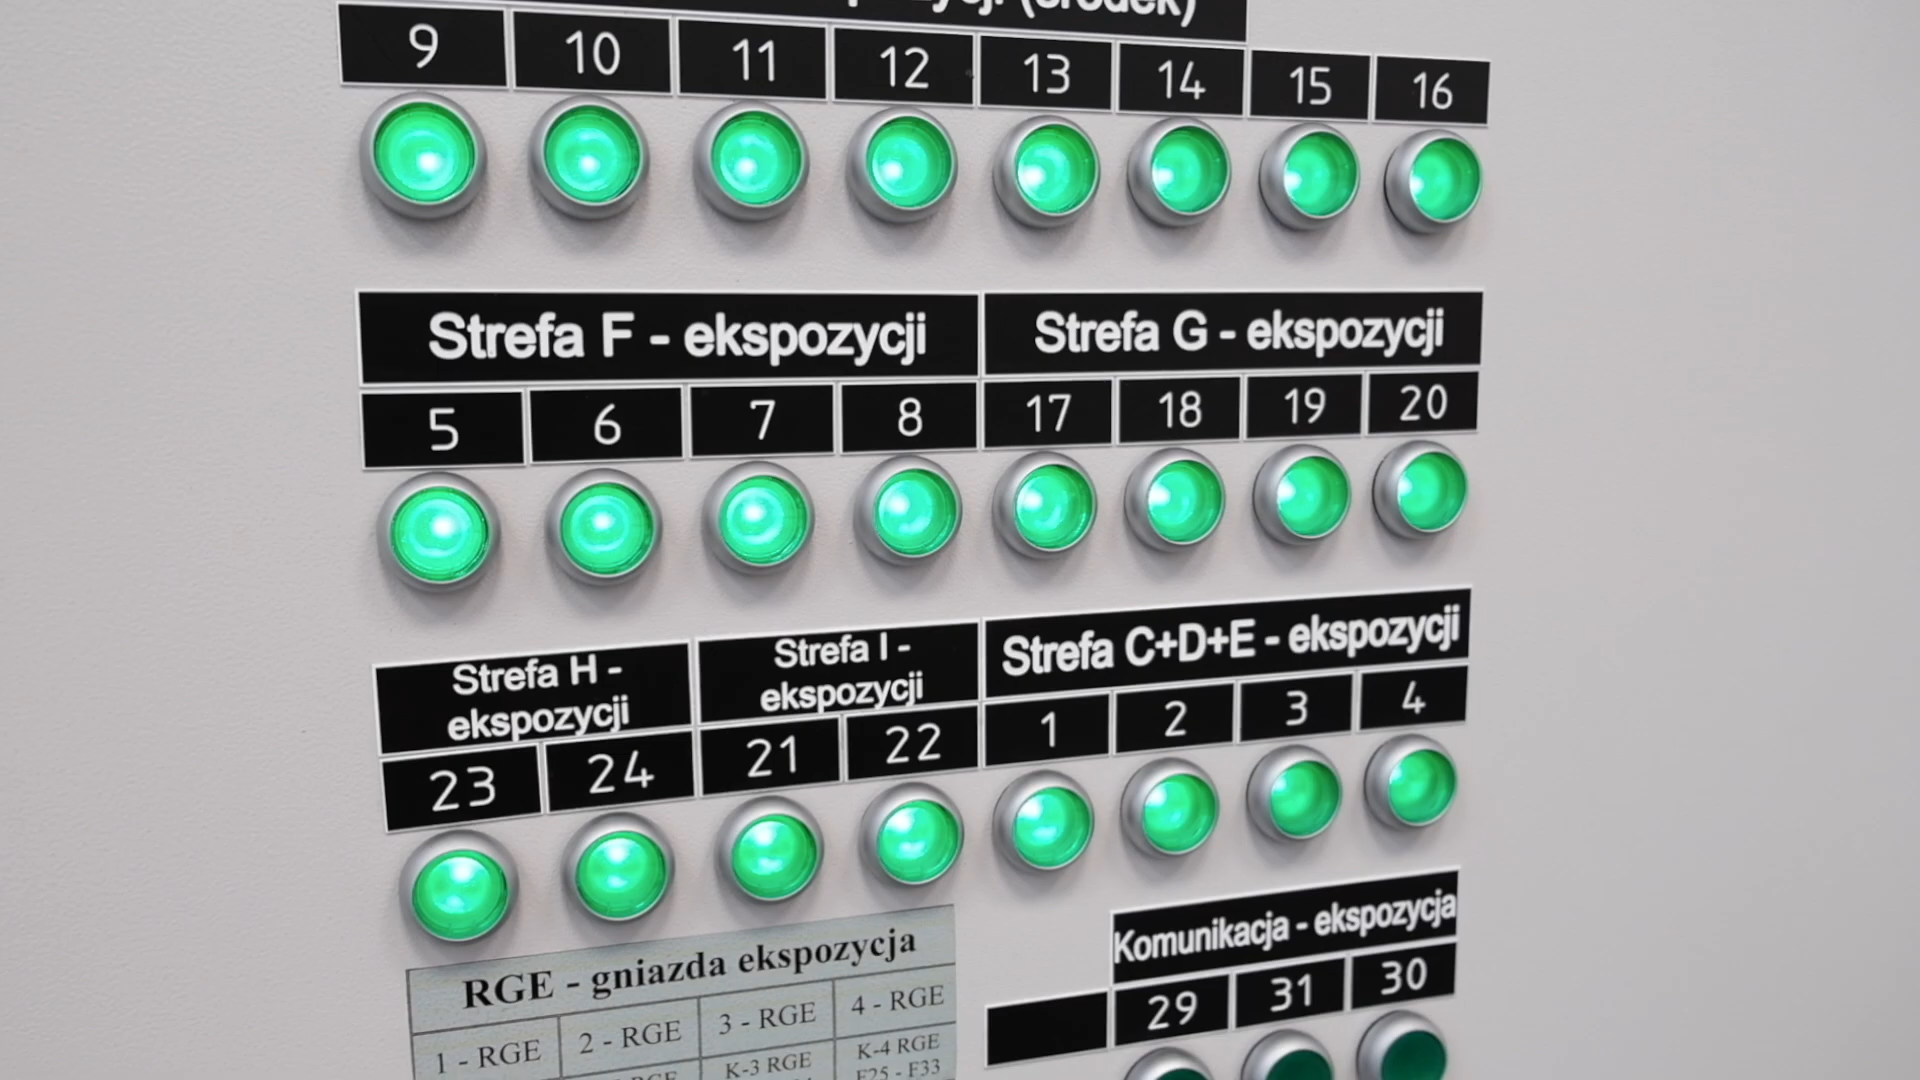 (środek)
9 10 11 12 13 14 15 16
Strefa F - ekspozycji Strefa G - ekspozycji
5 6 7 8 17 18 19 20
Strefa H - ekspozycji Strefa I - ekspozycji Strefa C+D+E - ekspozycji
23 24 21 22 1 2 3 4
Komunikacja - ekspozycja
29 31 30
RGE - gniazda ekspozycja
1 - RGE 2 - RGE 3 - RGE 4 - RGE
RGE K-3 RGE K-4 RGE
F25 - F33